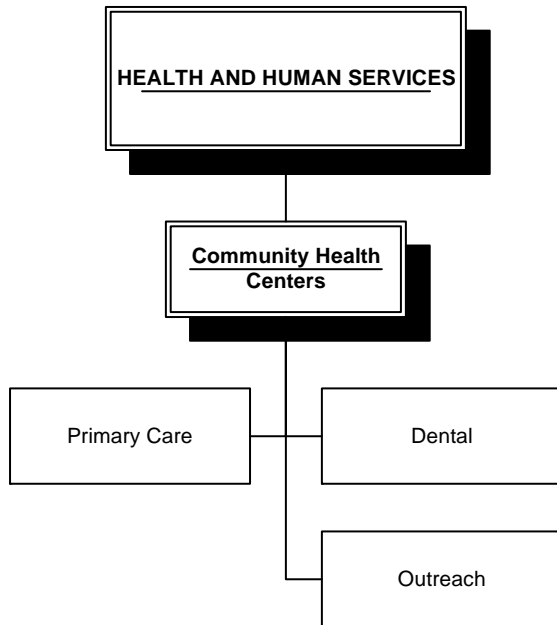 HEALTH AND HUMAN SERVICES
Community Health
Centers
Primary Care
Dental
Outreach